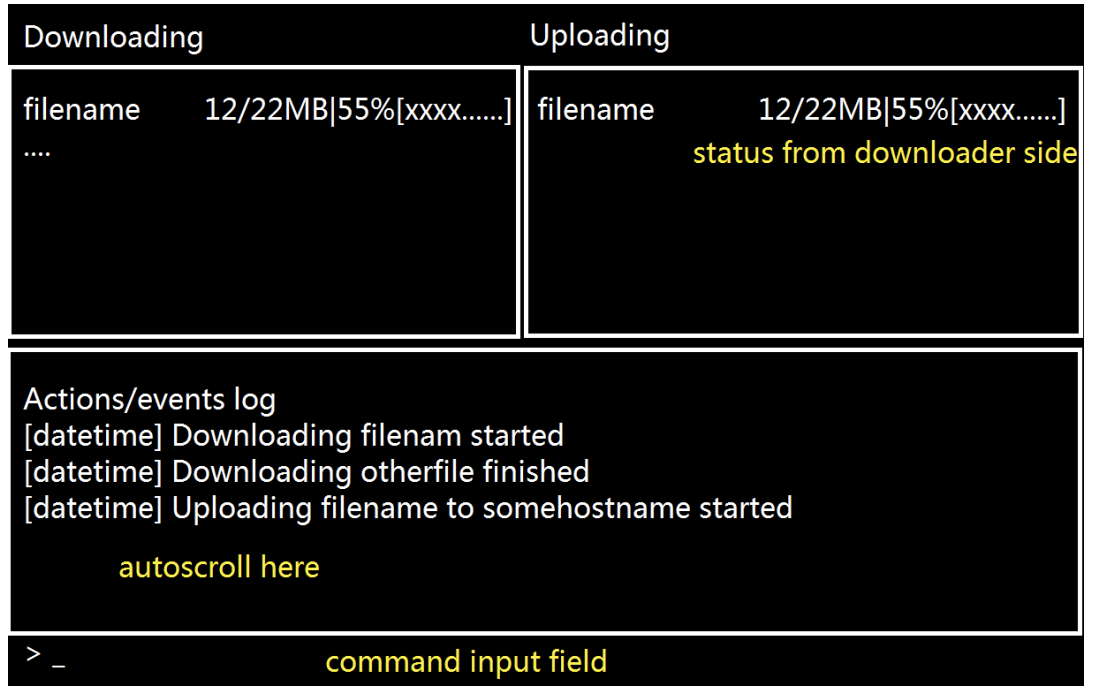 Downloading
Uploading
filename 12/22MB|55%[xxxx......]
....
filename 12/22MB|55%[xxxx......]
status from downloader side
Actions/events log
[datetime] Downloading filenam started
[datetime] Downloading otherfile finished
[datetime] Uploading filename to somehostname started
autoscroll here
> _ command input field